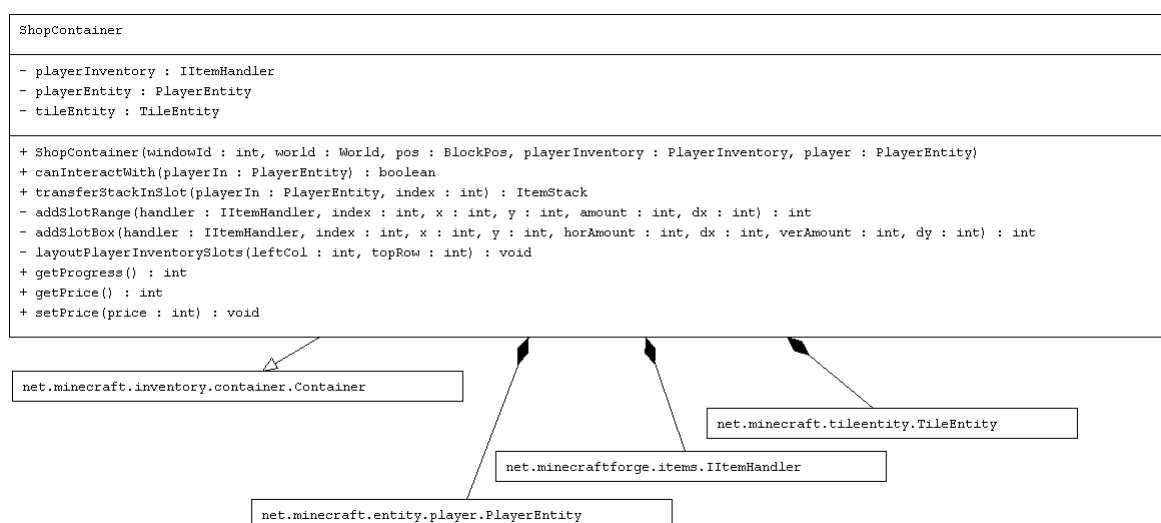 ShopContainer
- playerInventory : IItemHandler
- playerEntity : PlayerEntity
- tileEntity : TileEntity
+ ShopContainer(windowId : int, world : World, pos : BlockPos, playerInventory : PlayerInventory, player : PlayerEntity)
+ canInteractWith(playerIn : PlayerEntity) : boolean
+ transferStackInSlot(playerIn : PlayerEntity, index : int) : ItemStack
- addSlotRange(handler : IItemHandler, index : int, x : int, y : int, amount : int, dx : int) : int
- addSlotBox(handler : IItemHandler, index : int, x : int, y : int, horAmount : int, dx : int, verAmount : int, dy : int) : int
- layoutPlayerInventorySlots(leftCol : int, topRow : int) : void
+ getProgress() : int
+ getPrice() : int
+ setPrice(price : int) : void
net.minecraft.inventory.container.Container
net.minecraft.tileentity.TileEntity
net.minecraftforge.items.IItemHandler
net.minecraft.entity.player.PlayerEntity